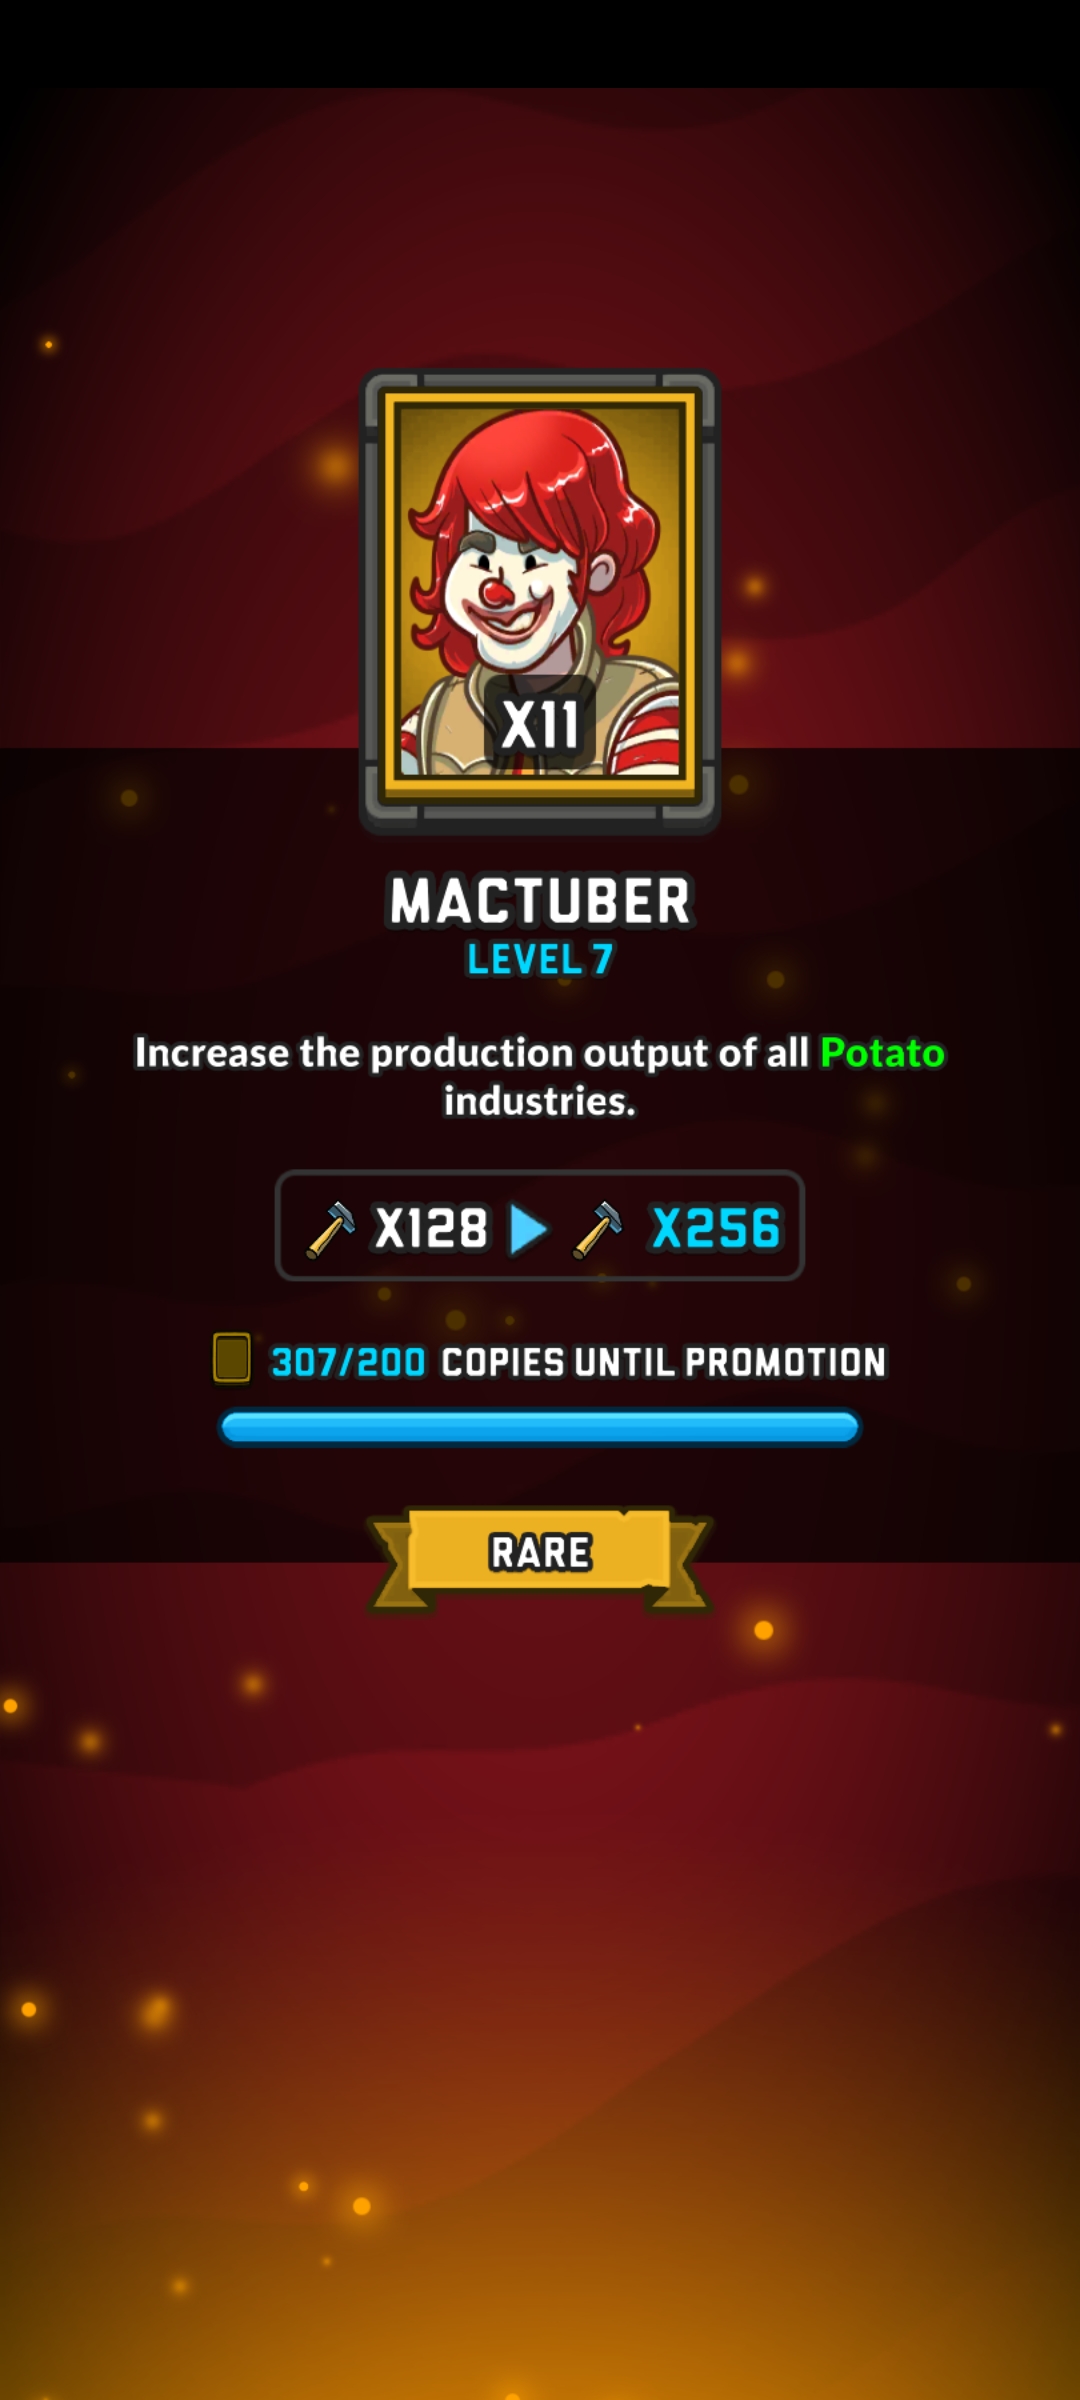 X11
MACTUBER
LEVEL 7
Increase the production output of all Potato
industries.
X128 X256
307/200 COPIES UNTIL PROMOTION
RARE